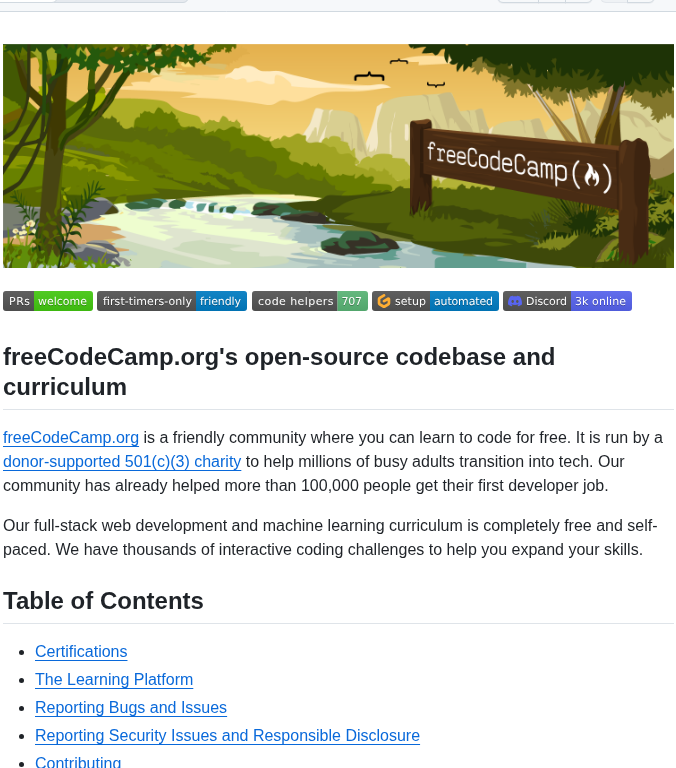 freeCodeCamp(🔥)
PRs welcome first-timers-only friendly code helpers 707 setup automated Discord 3k online
freeCodeCamp.org's open-source codebase and
curriculum
freeCodeCamp.org is a friendly community where you can learn to code for free. It is run by a
donor-supported 501(c)(3) charity to help millions of busy adults transition into tech. Our
community has already helped more than 100,000 people get their first developer job.
Our full-stack web development and machine learning curriculum is completely free and self-
paced. We have thousands of interactive coding challenges to help you expand your skills.
Table of Contents
Certifications
The Learning Platform
Reporting Bugs and Issues
Reporting Security Issues and Responsible Disclosure
Contributing